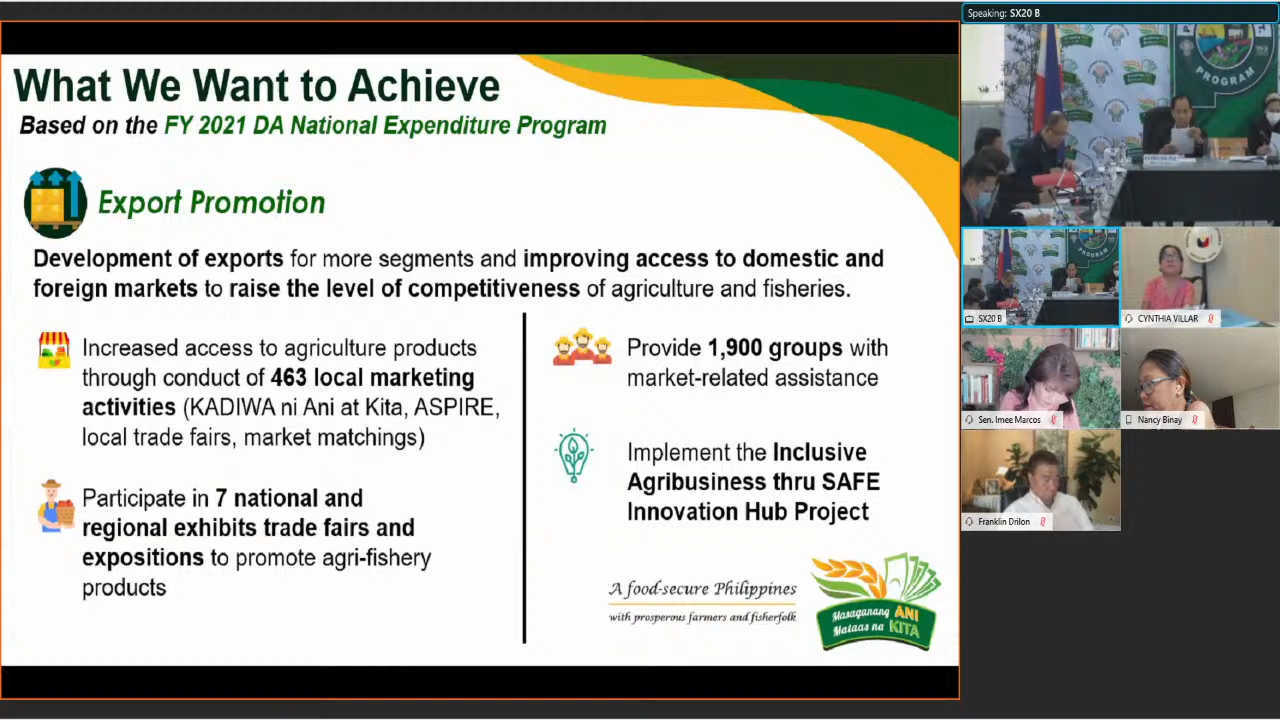 What We Want to Achieve
Based on the FY 2021 DA National Expenditure Program
Export Promotion
Development of exports for more segments and improving access to domestic and
foreign markets to raise the level of competitiveness of agriculture and fisheries.
Increased access to agriculture products
through conduct of 463 local marketing
activities (KADIWA ni Ani at Kita, ASPIRE,
local trade fairs, market matchings)
Participate in 7 national and
regional exhibits trade fairs and
expositions to promote agri-fishery
products
Provide 1,900 groups with
market-related assistance
Implement the Inclusive
Agribusiness thru SAFE
Innovation Hub Project
A food-secure Philippines
with prosperous farmers and fisherfolk
Masaganang ANI
Mataas na KITA
Speaking: SX20 B
PROGRAM
SX20 B
CYNTHIA VILLAR
Sen. Imee Marcos
Nancy Binay
Franklin Drilon